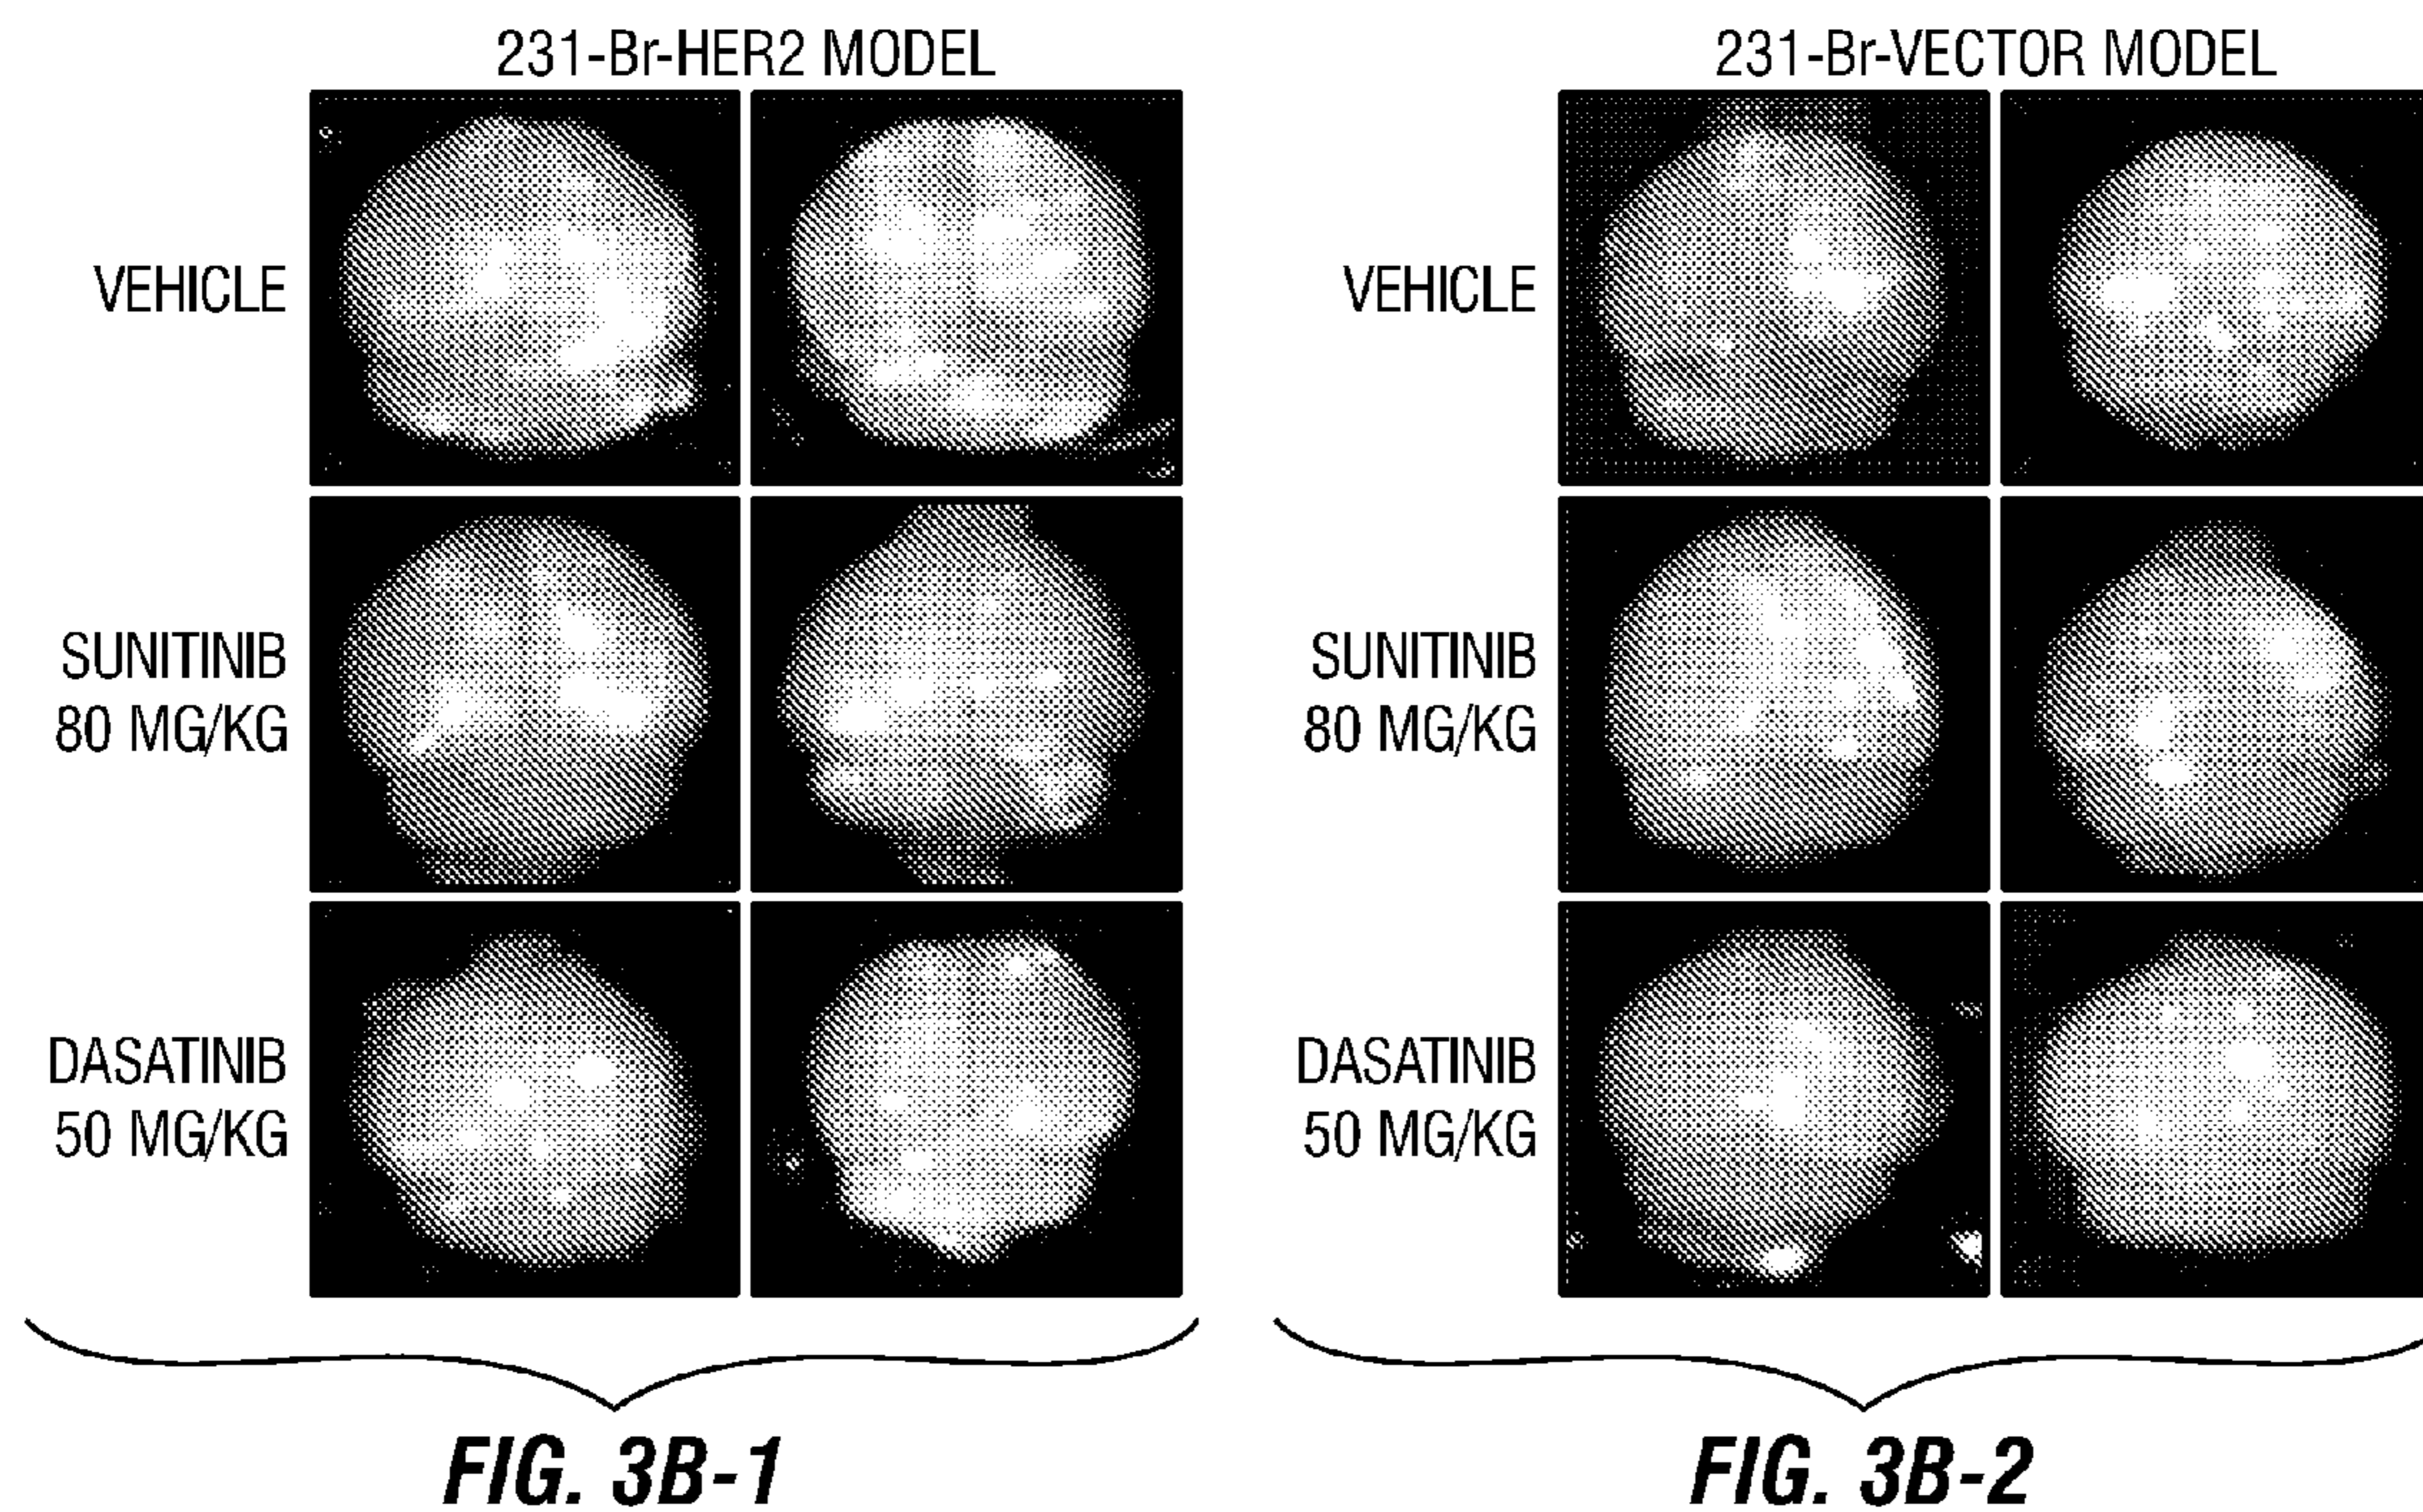 231-Br-HER2 MODEL
VEHICLE
SUNITINIB
80 MG/KG
DASATINIB
50 MG/KG
FIG. 3B-1
231-Br-VECTOR MODEL
VEHICLE
SUNITINIB
80 MG/KG
DASATINIB
50 MG/KG
FIG. 3B-2